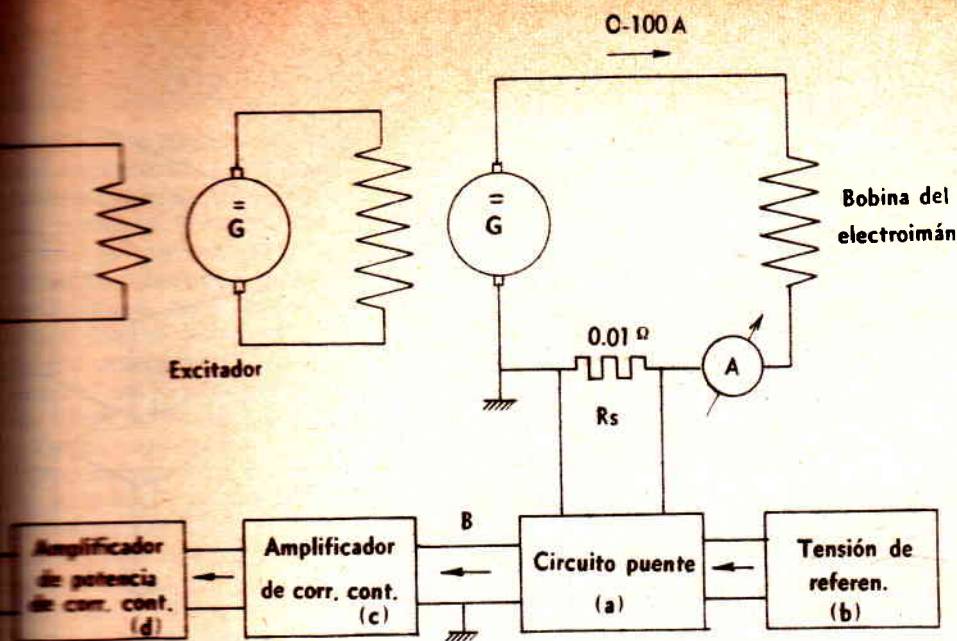 0-100 A
=
G
=
G
Bobina del
electroimán
0.01 Ω
A
Excitador
Rs
B
Amplificador
de potencia
de corr. cont.
(d)
Amplificador
de corr. cont.
(c)
Circuito puente
(a)
Tensión de
referen.
(b)